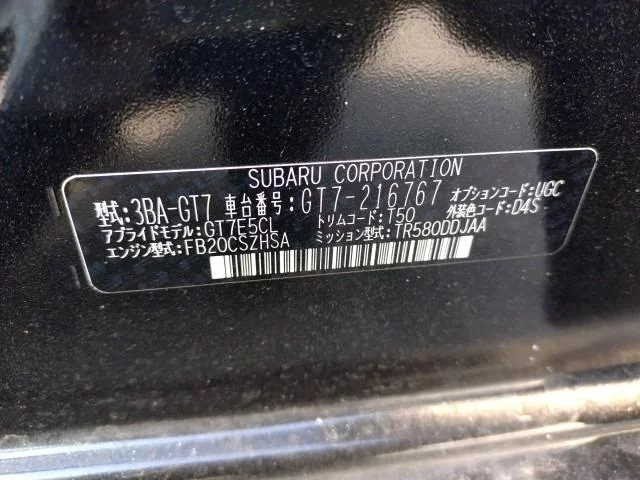 SUBARU CORPORATION
型式:3BA-GT7 車台番号:GT7-216767 オプションコード:UGC
アプライドモデル:GT7E5CL トリムコード:T50 外装色コード:D4S
エンジン型式:FB20CSZHSA ミッション型式:TR580DDJAA